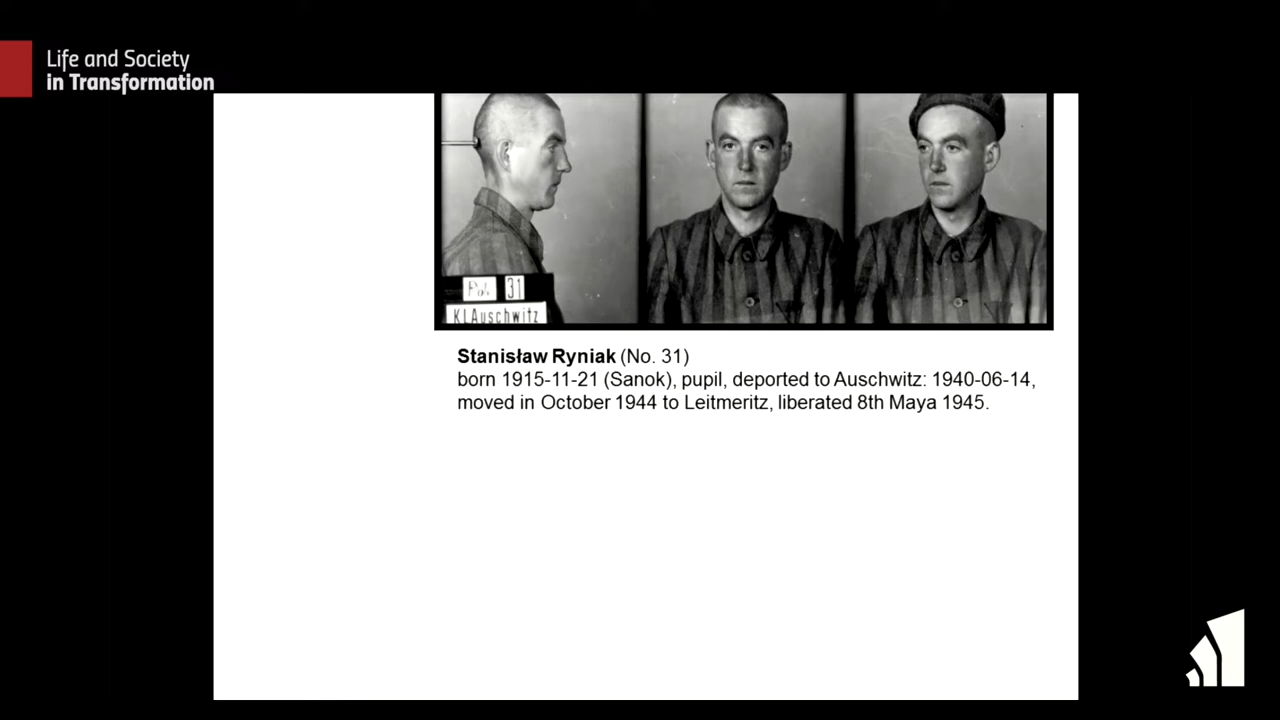 Life and Society
in Transformation
Pol. 31
KL Auschwitz
Stanisław Ryniak (No. 31)
born 1915-11-21 (Sanok), pupil, deported to Auschwitz: 1940-06-14,
moved in October 1944 to Leitmeritz, liberated 8th Maya 1945.